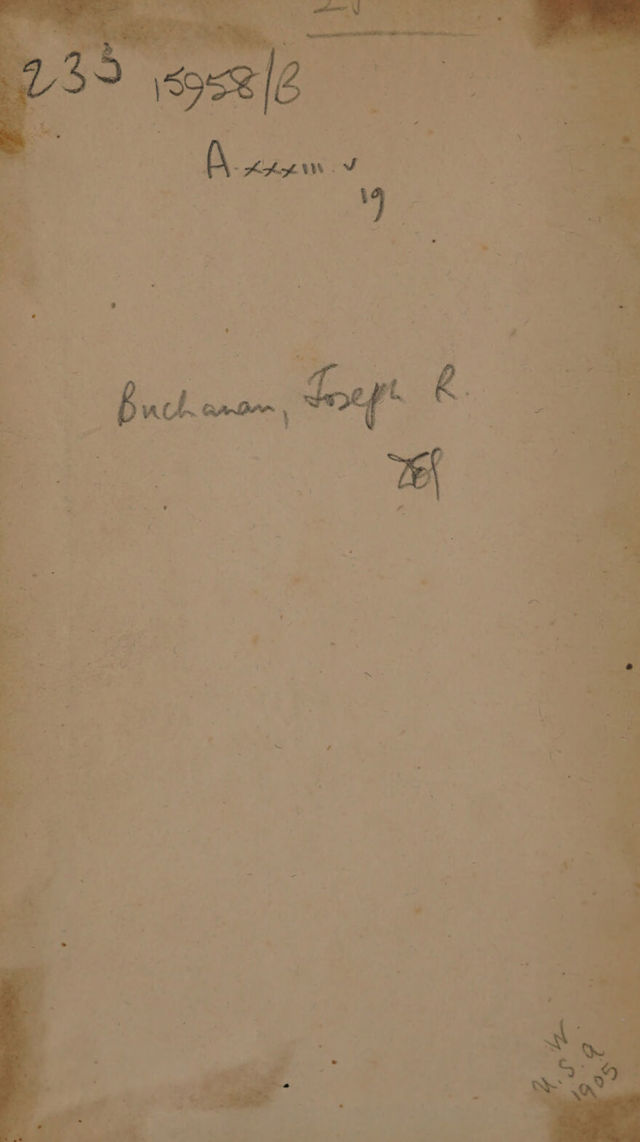 233 15958/B
A. xxxiii. v
19
Buchanan, Joseph R.
W.
U.S.A
1905